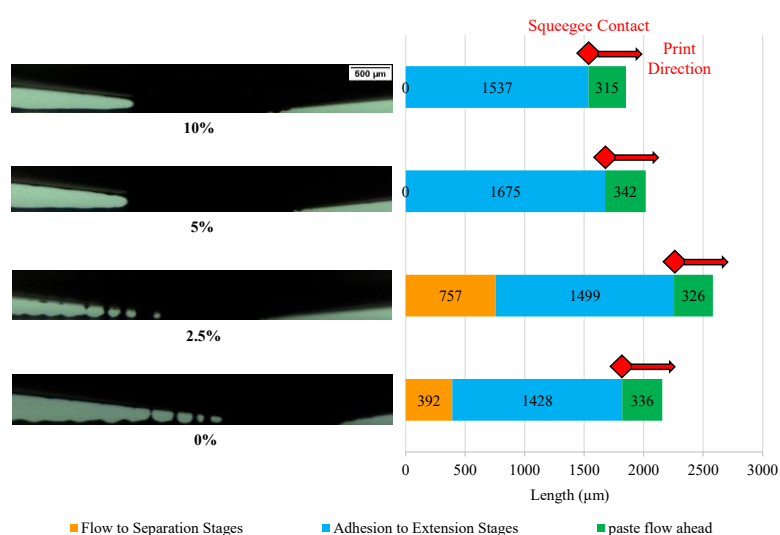 Squeegee Contact
Print
Direction
500 µm
0 1537 315
10%
0 1675 342
5%
757 1499 326
2.5%
392 1428 336
0%
0 500 1000 1500 2000 2500 3000
Length (µm)
Flow to Separation Stages Adhesion to Extension Stages paste flow ahead